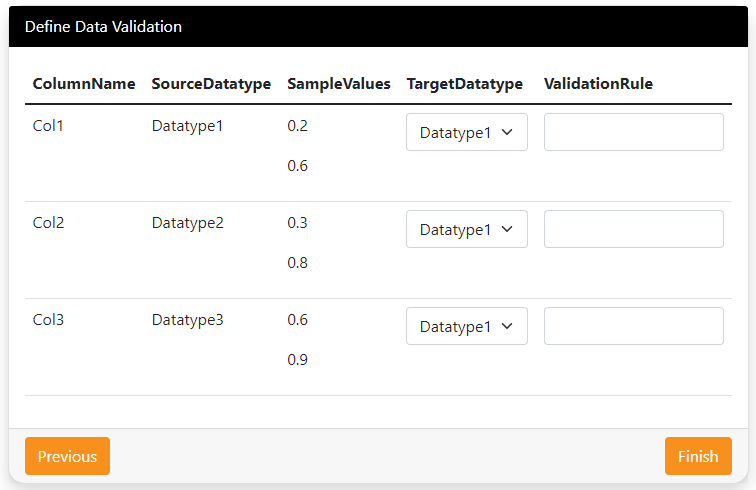 Define Data Validation
ColumnName SourceDatatype SampleValues TargetDatatype ValidationRule
Col1 Datatype1 0.2 Datatype1
0.6
Col2 Datatype2 0.3 Datatype1
0.8
Col3 Datatype3 0.6 Datatype1
0.9
Previous Finish